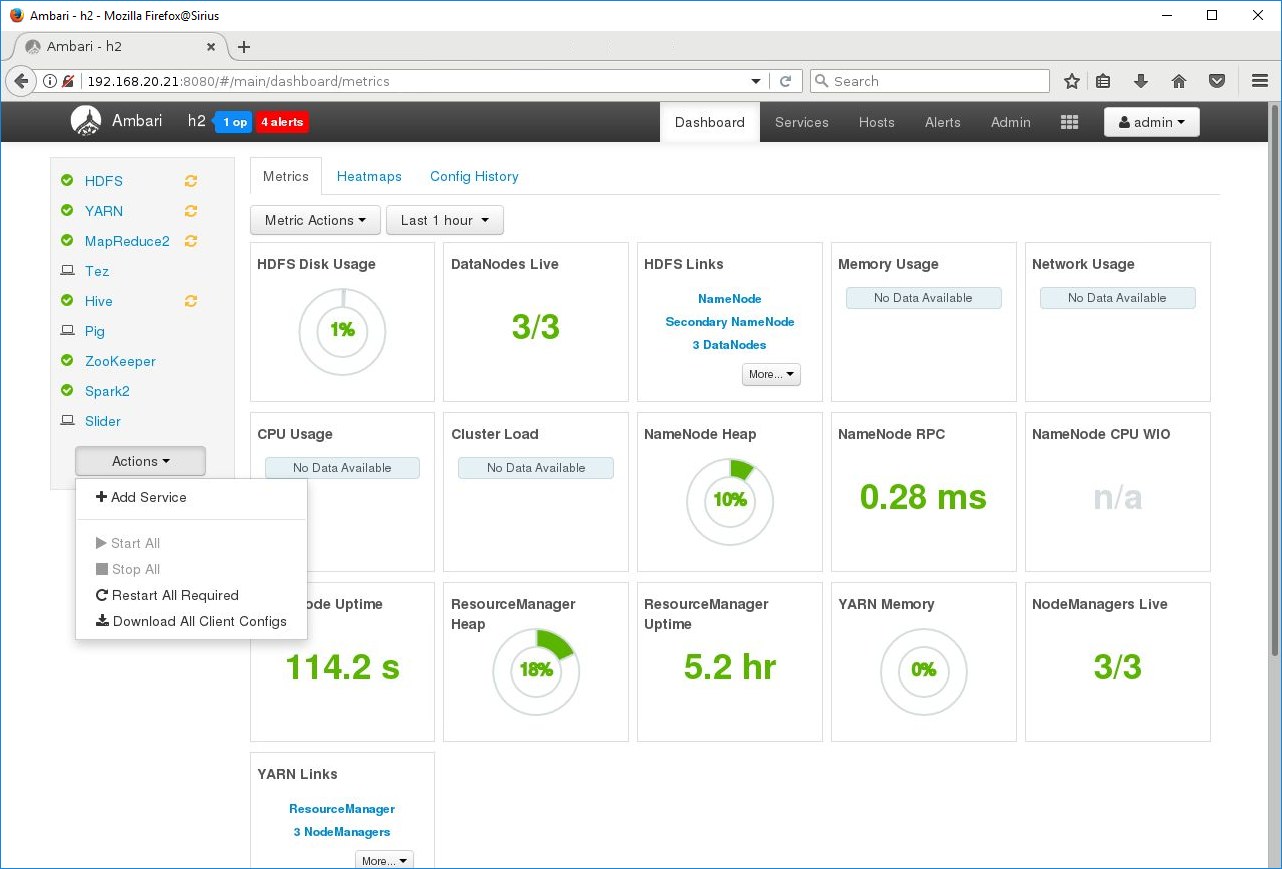 Ambari - h2 - Mozilla Firefox@Sirius
Ambari - h2
192.168.20.21:8080/#/main/dashboard/metrics
Search
Ambari h2 1 op 4 alerts Dashboard Services Hosts Alerts Admin admin
HDFS
YARN
MapReduce2
Tez
Hive
Pig
ZooKeeper
Spark2
Slider
Actions
Add Service
Start All
Stop All
Restart All Required
Download All Client Configs
Metrics Heatmaps Config History
Metric Actions Last 1 hour
HDFS Disk Usage
1%
DataNodes Live
3/3
HDFS Links
NameNode
Secondary NameNode
3 DataNodes
More...
Memory Usage
No Data Available
Network Usage
No Data Available
CPU Usage
No Data Available
Cluster Load
No Data Available
NameNode Heap
10%
NameNode RPC
0.28 ms
NameNode CPU WIO
n/a
ode Uptime
114.2 s
ResourceManager
Heap
18%
ResourceManager
Uptime
5.2 hr
YARN Memory
0%
NodeManagers Live
3/3
YARN Links
ResourceManager
3 NodeManagers
More...